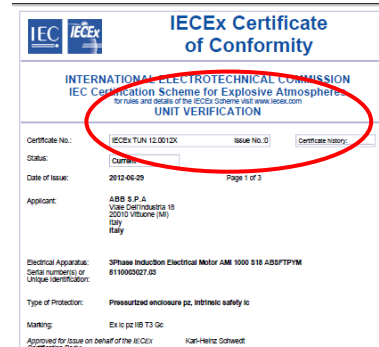 IEC IECEx
IECEx Certificate
of Conformity
INTERNATIONAL ELECTROTECHNICAL COMMISSION
IEC Certification Scheme for Explosive Atmospheres
for rules and details of the IECEx Scheme visit www.iecex.com
UNIT VERIFICATION
Certificate No.: IECEx TUN 12.0012X Issue No.:0 Certificate history:
Status: Current
Date of Issue: 2012-06-29 Page 1 of 3
Applicant: ABB S.P.A
Viale Dell'Industria 18
20010 Vittuone (MI)
Italy
Italy
Electrical Apparatus: 3Phase Induction Electrical Motor AMI 1000 S18 ABSFTPYM
Serial number(s) or 8110003027.03
Unique Identification:
Type of Protection: Pressurized enclosure pz, Intrinsic safety ic
Marking: Ex ic pz IIB T3 Gc
Approved for issue on behalf of the IECEx Karl-Heinz Schwedt
Certification Body: